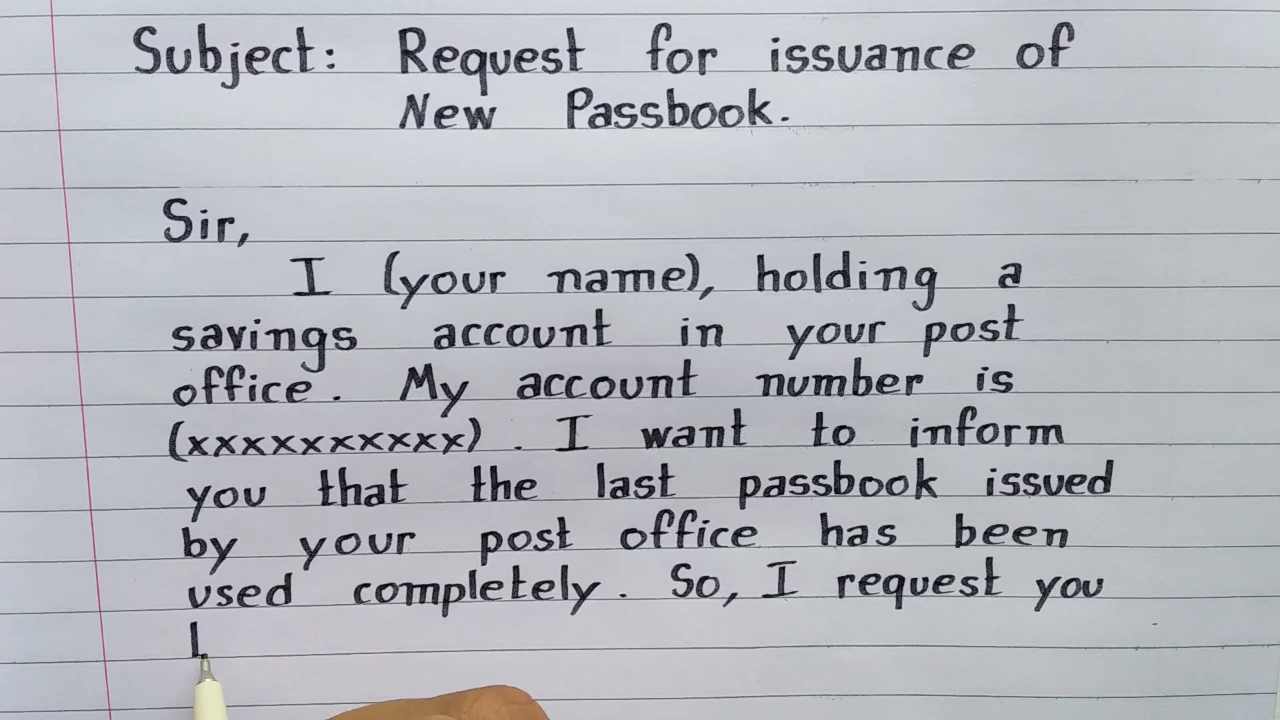 Subject: Request for issuance of
New Passbook.
Sir,
I (your name), holding a
savings account in your post
office. My account number is
(xxxxxxxxxxx). I want to inform
you that the last passbook issued
by your post office has been
used completely. So, I request you